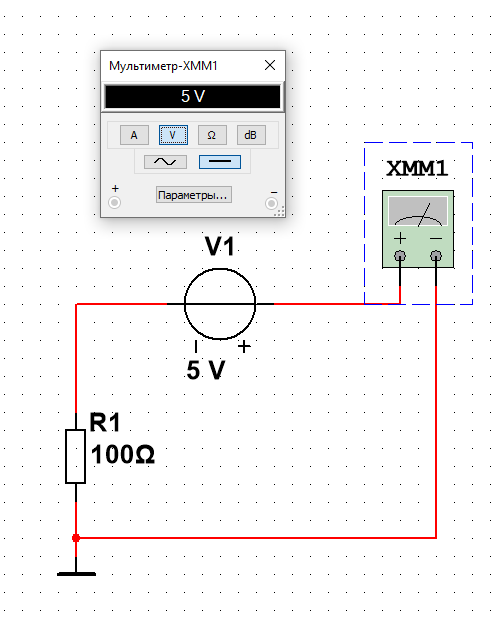 Мультиметр-XMM1
5 V
A V Ω dB
+ Параметры... −
XMM1
+ −
V1
− +
5 V
R1
100Ω